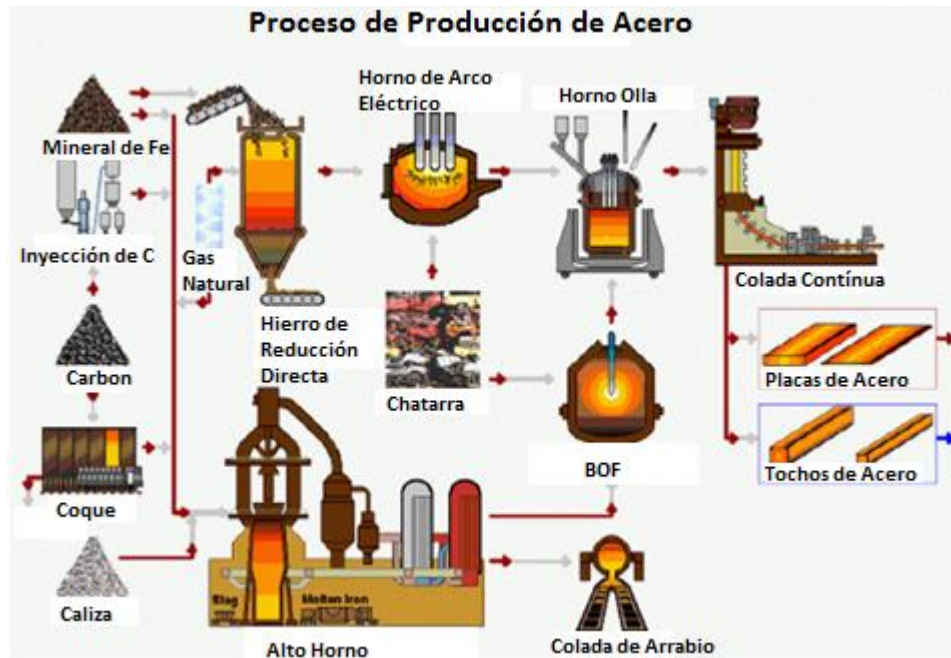 Proceso de Producción de Acero
Horno de Arco
Eléctrico
Horno Olla
Mineral de Fe
Inyección de C
Gas
Natural
Colada Contínua
Hierro de
Reducción
Directa
Carbon
Chatarra
Placas de Acero
BOF
Tochos de Acero
Coque
Caliza
Slag
Moltan Iron
Alto Horno
Colada de Arrabio